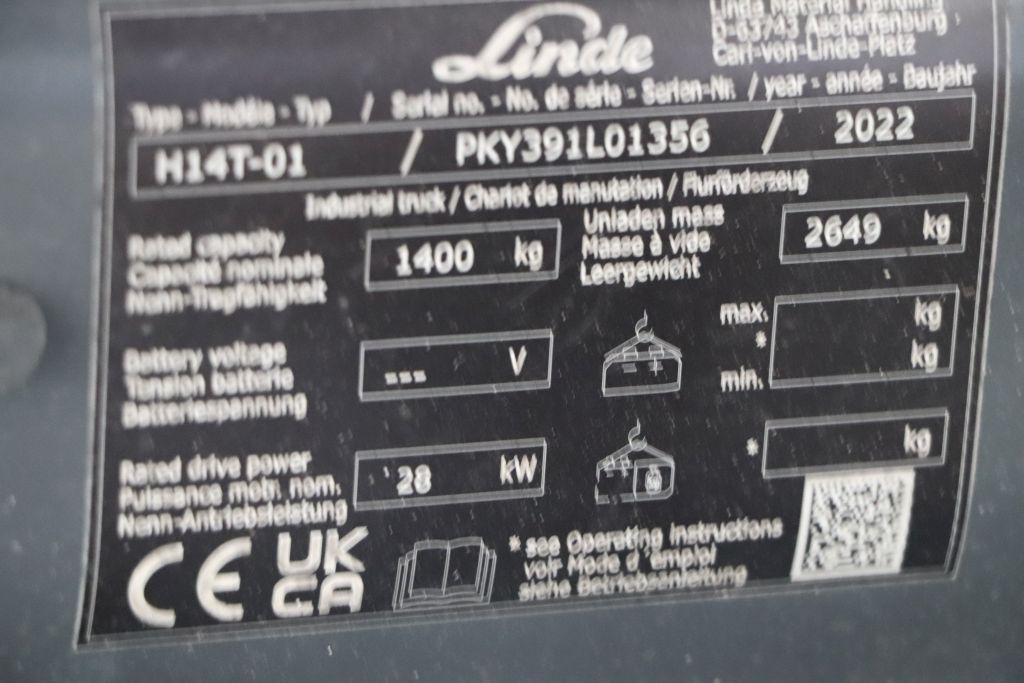 Linde
Linde Material Handling
D-63743 Aschaffenburg
Carl-von-Linde-Platz
Type - Modèle - Typ / Serial no. - No. de série - Serien-Nr. / year - année - Baujahr
H14T-01 / PKY391L01356 / 2022
Industrial truck / Chariot de manutation / Flurförderzeug
Rated capacity
Capacité nominale
Nenn-Tragfähigkeit
1400 kg
Unladen mass
Masse à vide
Leergewicht
2649 kg
Battery voltage
Tension batterie
Batteriespannung
--- V
max. kg
* kg
min.
Rated drive power
Puissance motr. nom.
Nenn-Antriebsleistung
28 kW
* kg
CE UK
CA
* see Operating Instructions
voir Mode d'emploi
siehe Betriebsanleitung